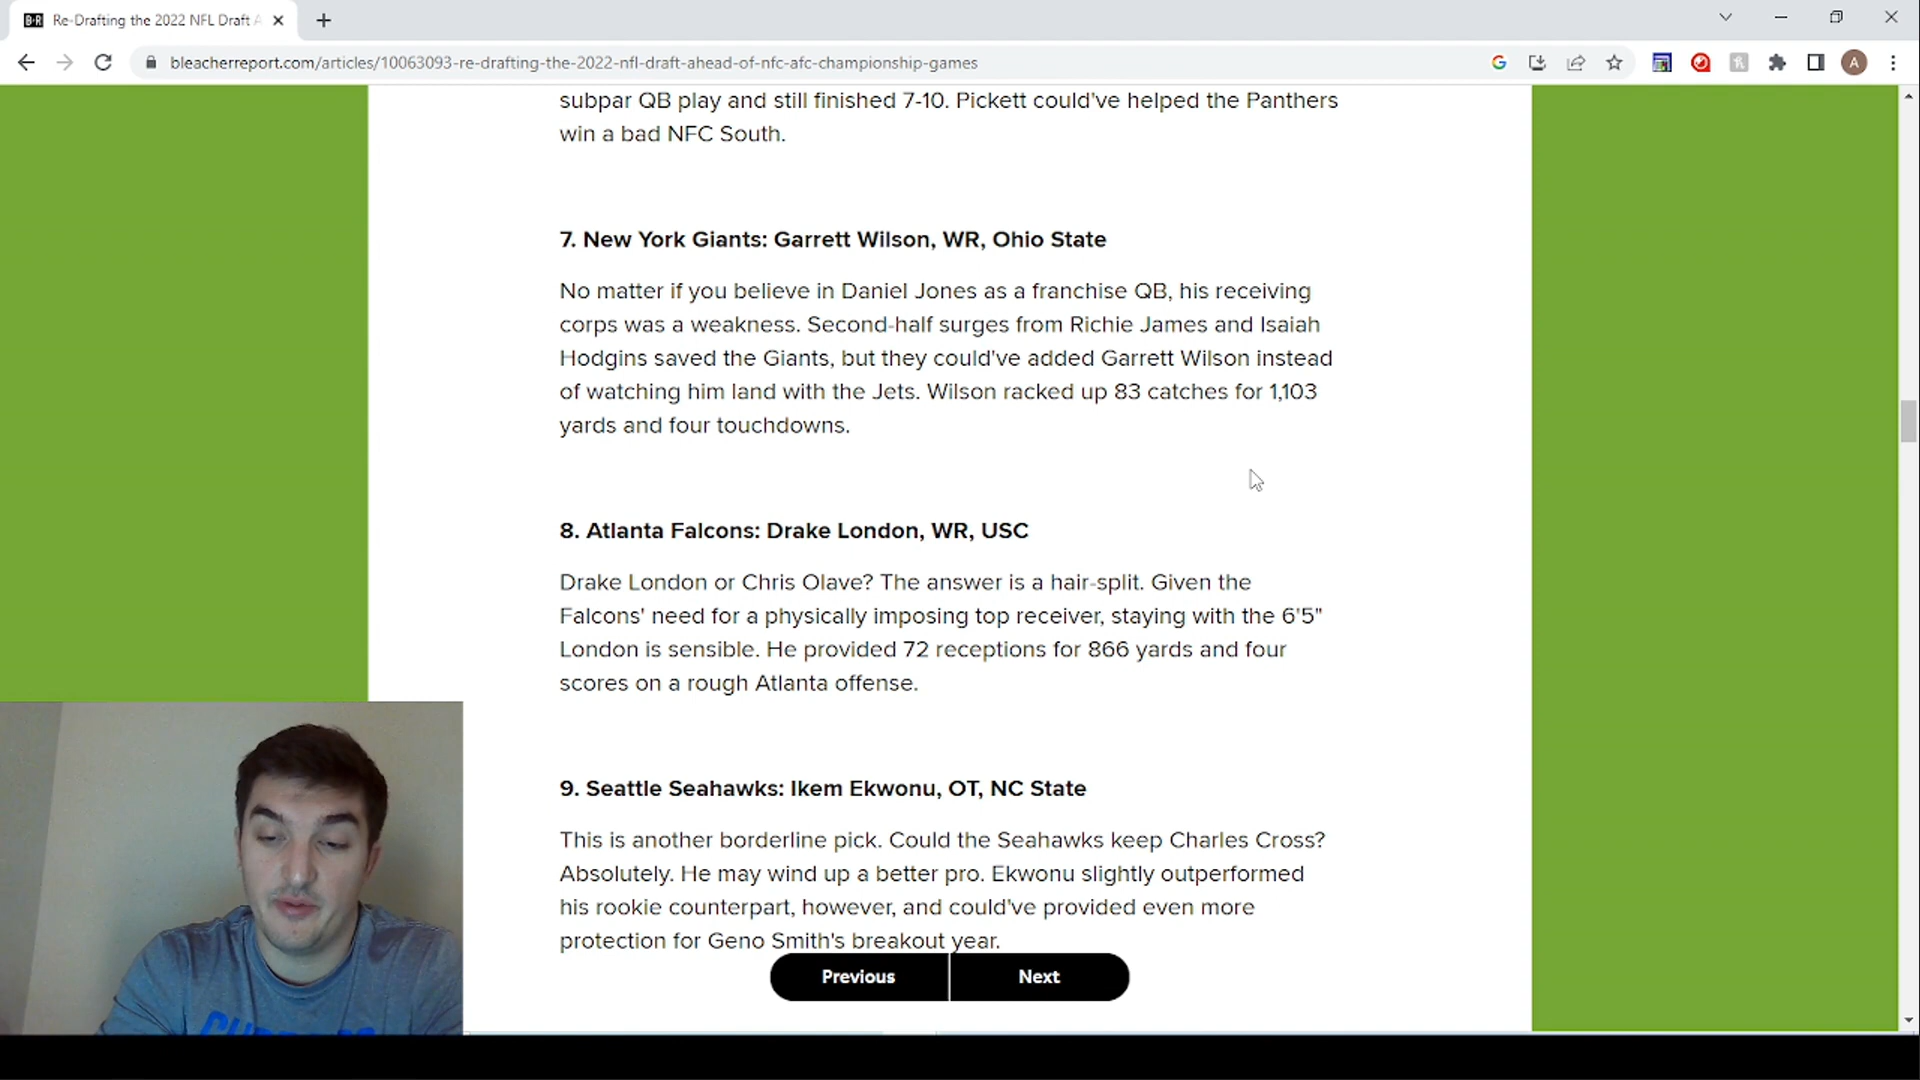 B·R Re-Drafting the 2022 NFL Draft A
bleacherreport.com/articles/10063093-re-drafting-the-2022-nfl-draft-ahead-of-nfc-afc-championship-games
A
subpar QB play and still finished 7-10. Pickett could've helped the Panthers
win a bad NFC South.
7. New York Giants: Garrett Wilson, WR, Ohio State
No matter if you believe in Daniel Jones as a franchise QB, his receiving
corps was a weakness. Second-half surges from Richie James and Isaiah
Hodgins saved the Giants, but they could've added Garrett Wilson instead
of watching him land with the Jets. Wilson racked up 83 catches for 1,103
yards and four touchdowns.
8. Atlanta Falcons: Drake London, WR, USC
Drake London or Chris Olave? The answer is a hair-split. Given the
Falcons' need for a physically imposing top receiver, staying with the 6'5"
London is sensible. He provided 72 receptions for 866 yards and four
scores on a rough Atlanta offense.
9. Seattle Seahawks: Ikem Ekwonu, OT, NC State
This is another borderline pick. Could the Seahawks keep Charles Cross?
Absolutely. He may wind up a better pro. Ekwonu slightly outperformed
his rookie counterpart, however, and could've provided even more
protection for Geno Smith's breakout year.
Previous Next